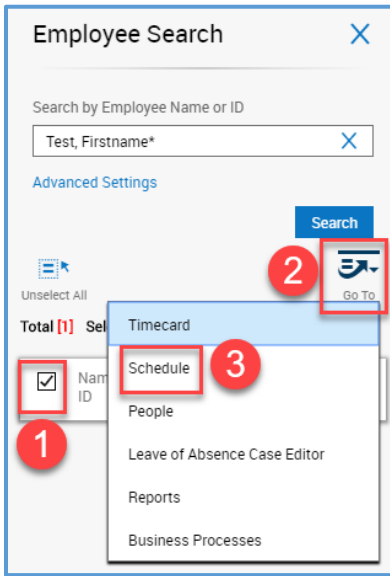 Employee Search
Search by Employee Name or ID
Test, Firstname*
Advanced Settings
Search
2
Unselect All
Go To
Total [1] Sel
Timecard
Schedule
3
Nam
ID
1
People
Leave of Absence Case Editor
Reports
Business Processes